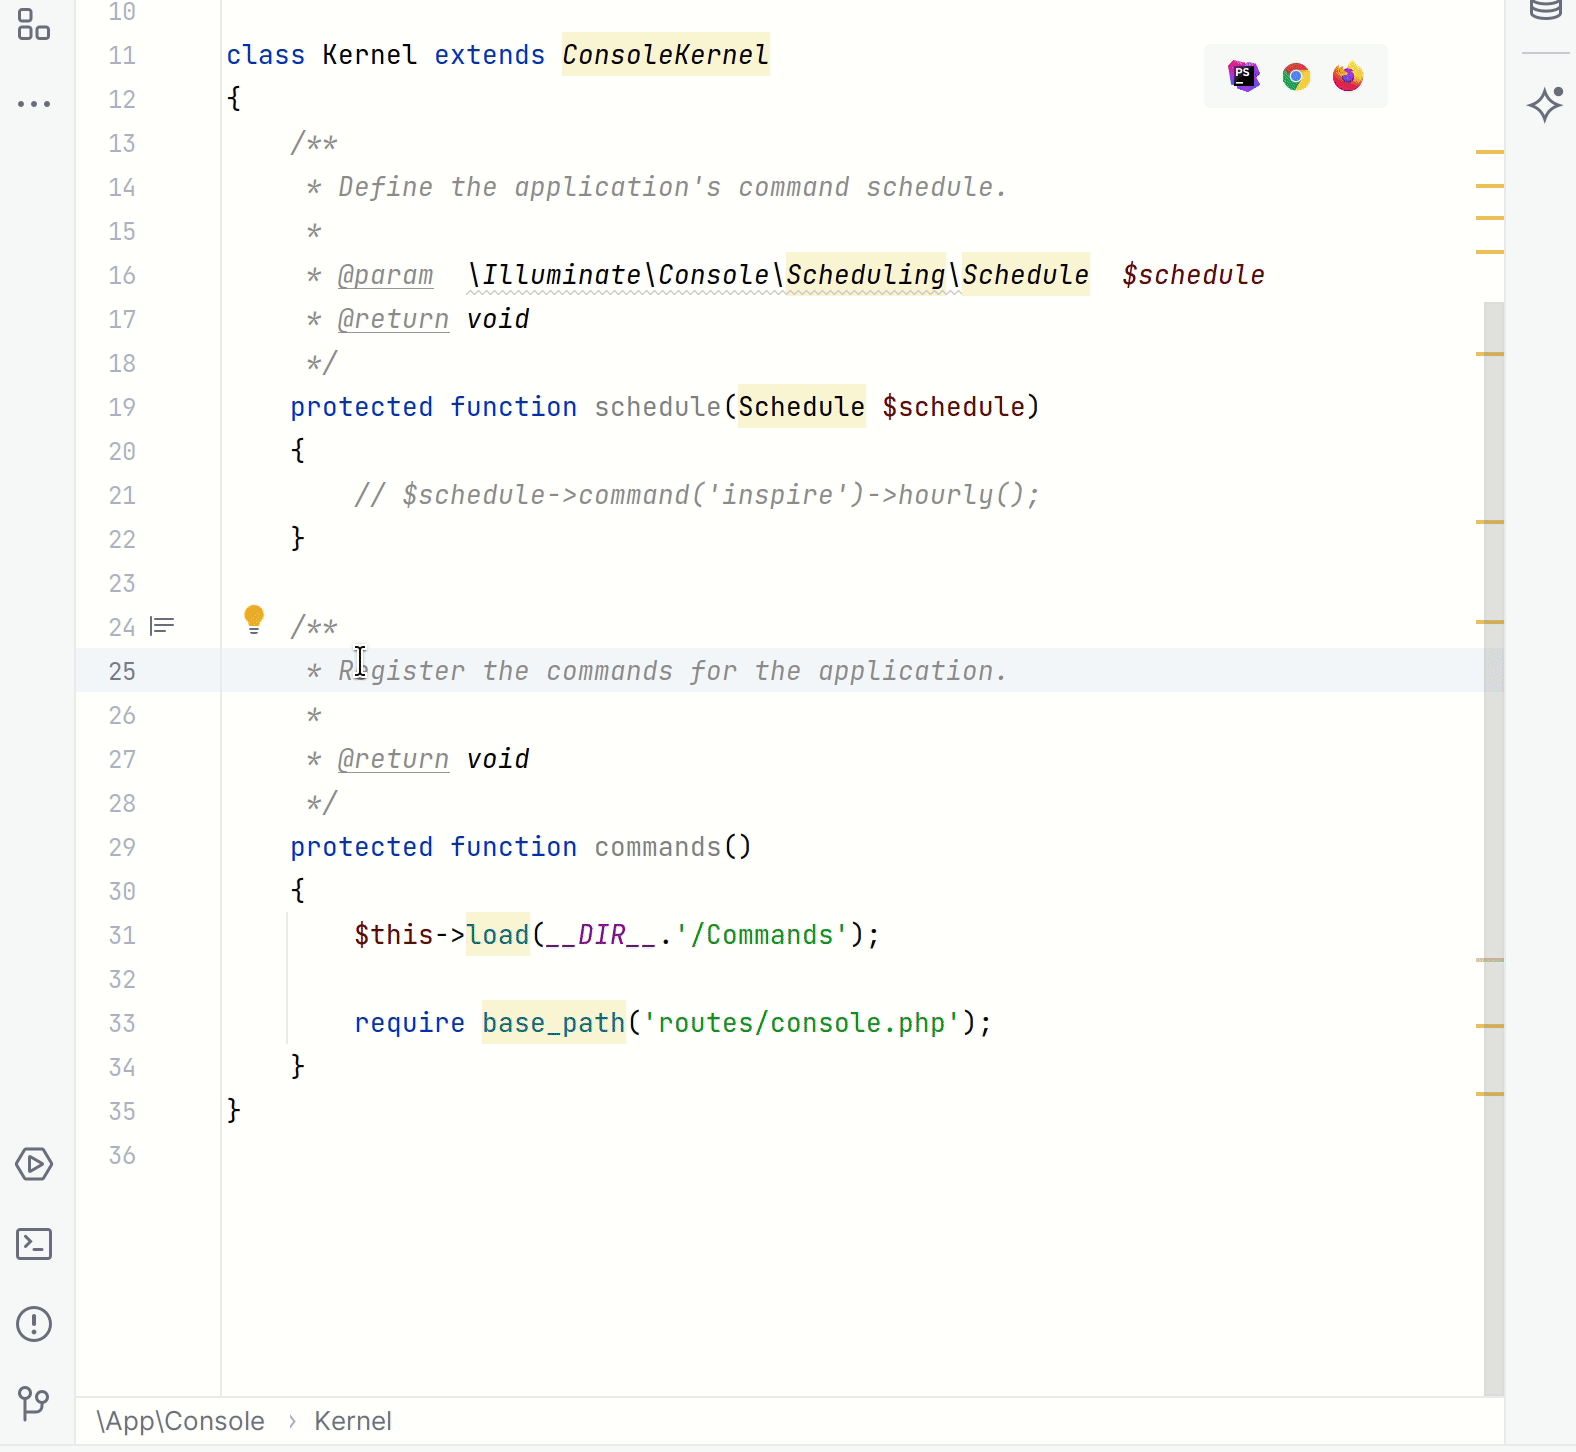 10
11 class Kernel extends ConsoleKernel
12 {
13 /**
14 * Define the application's command schedule.
15 *
16 * @param \Illuminate\Console\Scheduling\Schedule $schedule
17 * @return void
18 */
19 protected function schedule(Schedule $schedule)
20 {
21 // $schedule->command('inspire')->hourly();
22 }
23
24 /**
25 * Register the commands for the application.
26 *
27 * @return void
28 */
29 protected function commands()
30 {
31 $this->load(__DIR__.'/Commands');
32
33 require base_path('routes/console.php');
34 }
35 }
36
\App\Console › Kernel
PS